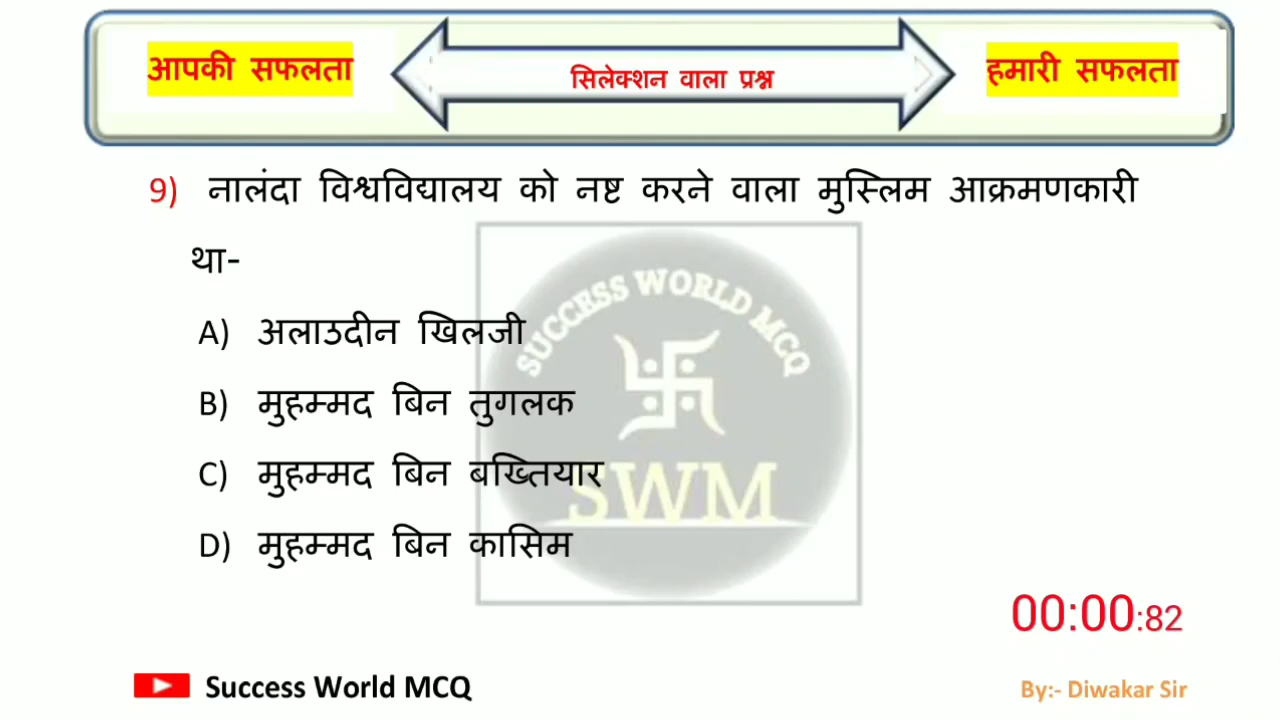 आपकी सफलता
सिलेक्शन वाला प्रश्न
हमारी सफलता
9) नालंदा विश्वविद्यालय को नष्ट करने वाला मुस्लिम आक्रमणकारी
था-
A) अलाउदीन खिलजी
B) मुहम्मद बिन तुगलक
C) मुहम्मद बिन बख्तियार
D) मुहम्मद बिन कासिम
SUCCESS WORLD MCQ
SWM
00:00:82
Success World MCQ
By:- Diwakar Sir